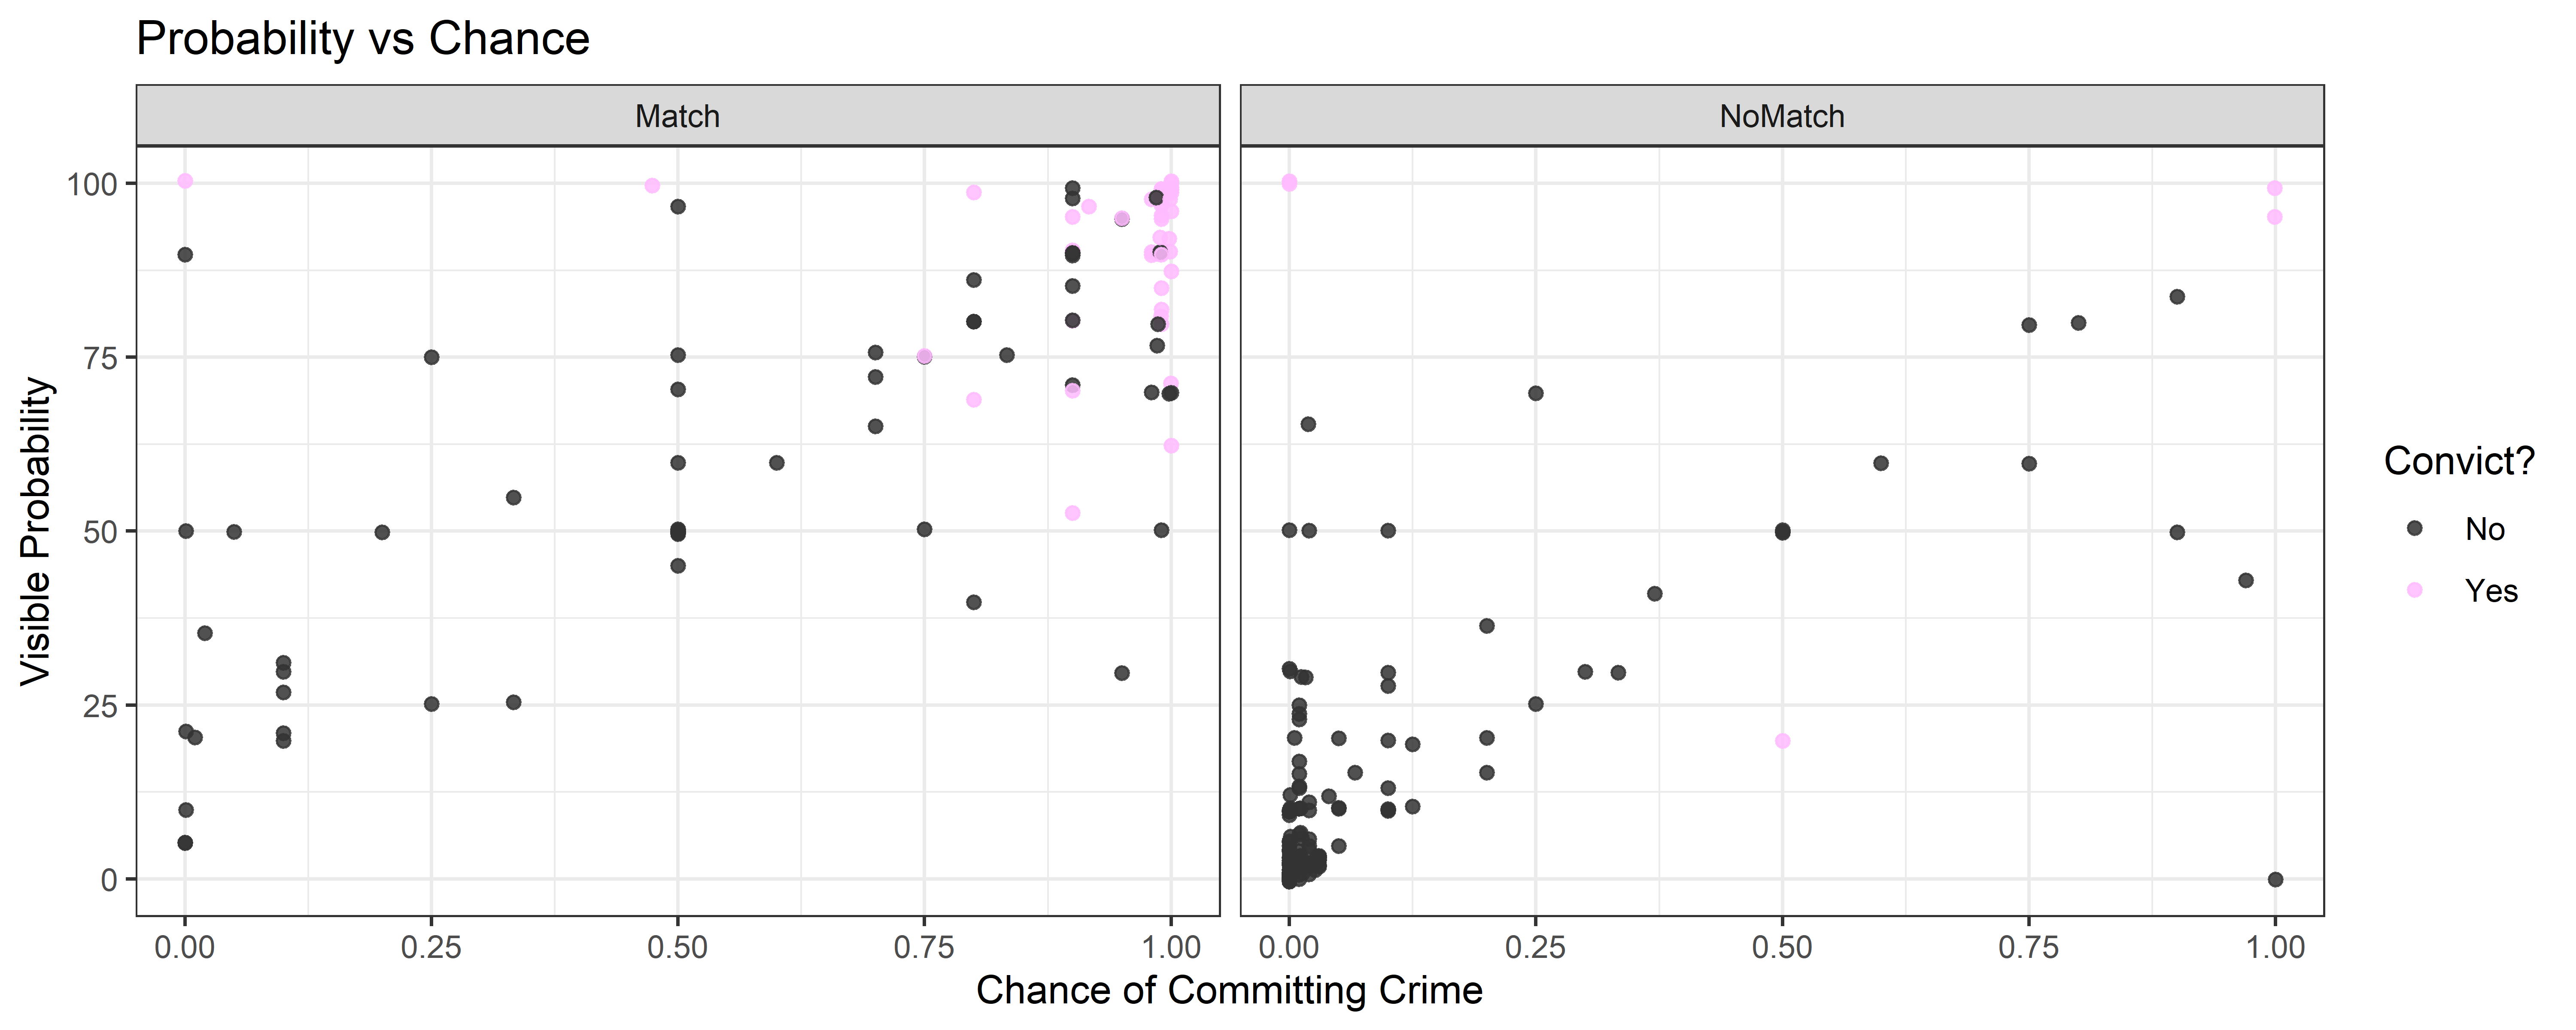 Probability vs Chance
Match
NoMatch
100
75
50
25
0
Visible Probability
0.00 0.25 0.50 0.75 1.00
0.00 0.25 0.50 0.75 1.00
Chance of Committing Crime
Convict?
No
Yes